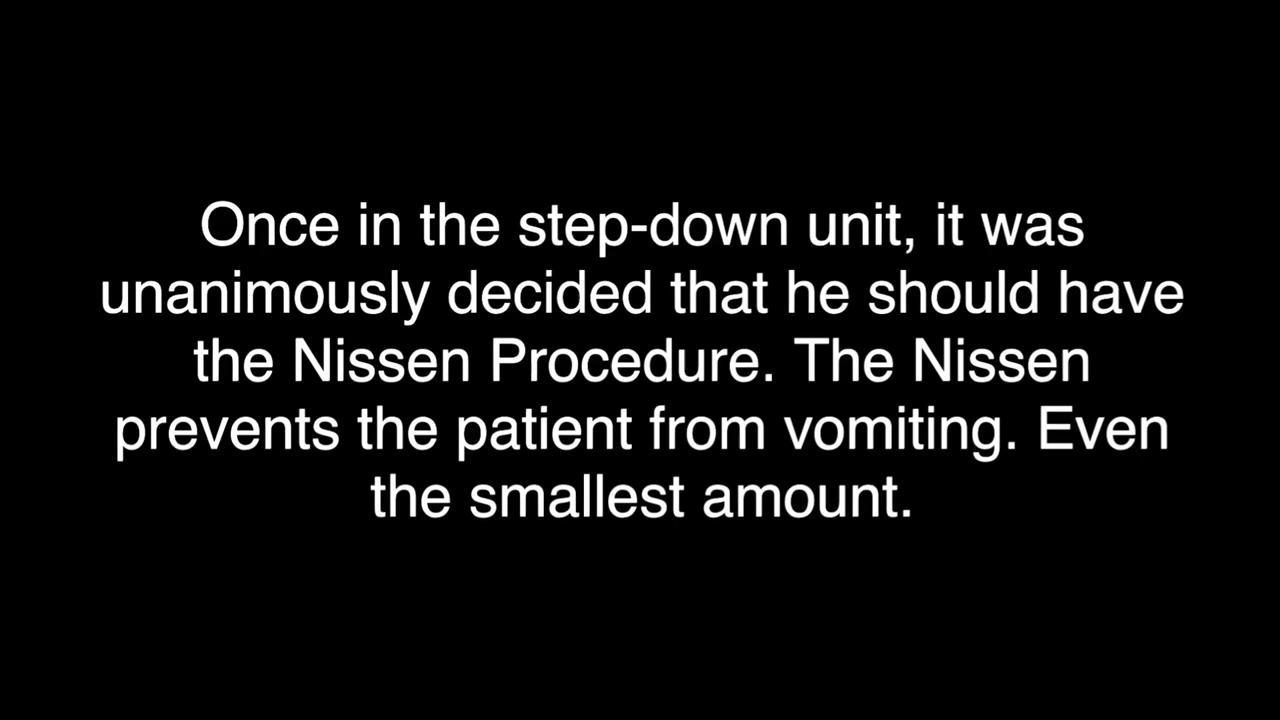 Once in the step-down unit, it was
unanimously decided that he should have
the Nissen Procedure. The Nissen
prevents the patient from vomiting. Even
the smallest amount.